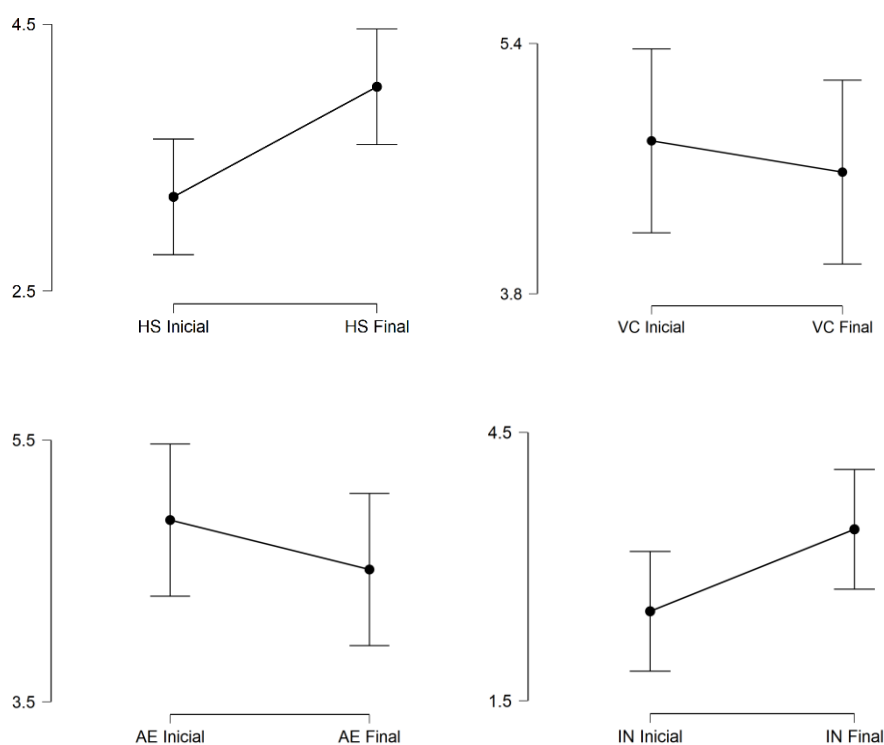 4.5
2.5
HS Inicial
HS Final
5.4
3.8
VC Inicial
VC Final
5.5
3.5
AE Inicial
AE Final
4.5
1.5
IN Inicial
IN Final